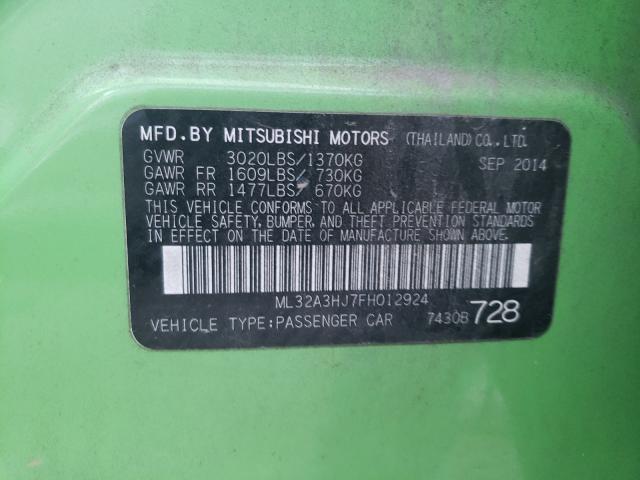 MFD. BY MITSUBISHI MOTORS (THAILAND) CO., LTD.
GVWR 3020LBS/1370KG SEP 2014
GAWR FR 1609LBS/ 730KG
GAWR RR 1477LBS/ 670KG
THIS VEHICLE CONFORMS TO ALL APPLICABLE FEDERAL MOTOR
VEHICLE SAFETY, BUMPER, AND THEFT PREVENTION STANDARDS
IN EFFECT ON THE DATE OF MANUFACTURE SHOWN ABOVE.
ML32A3HJ7FH012924
VEHICLE TYPE:PASSENGER CAR 7430B 728